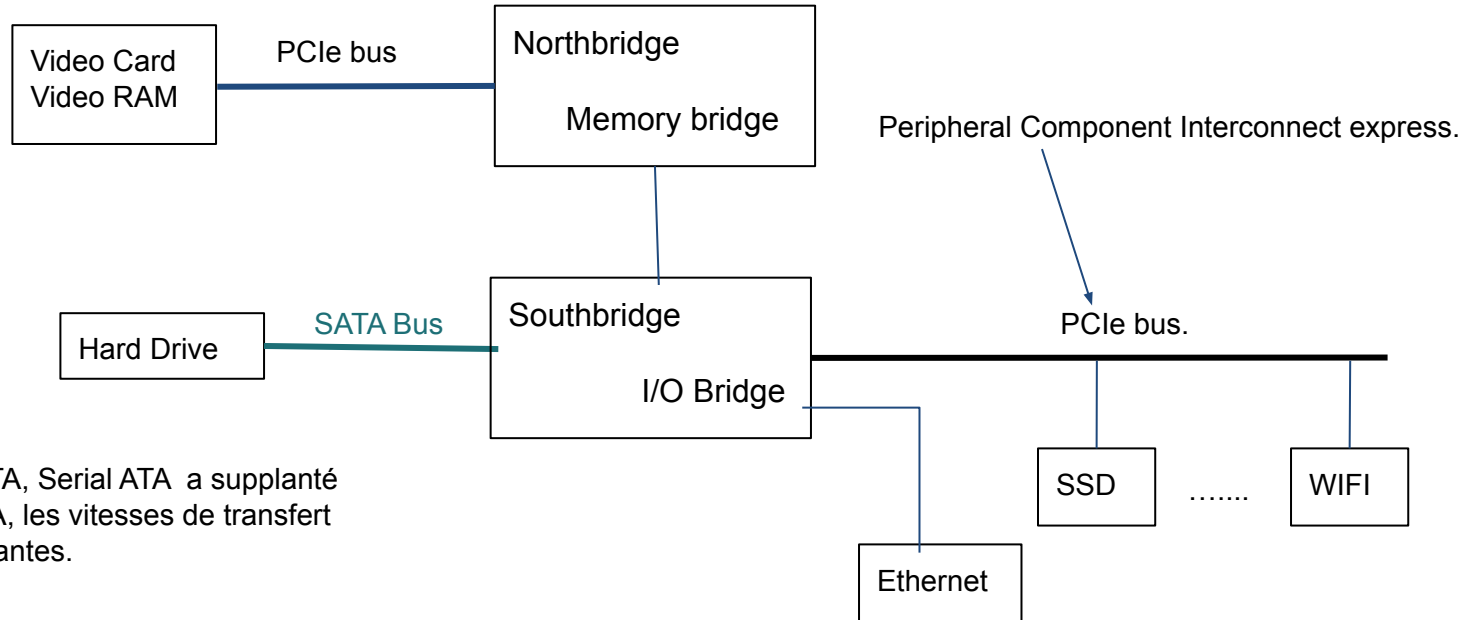 Video Card
Video RAM
PCIe bus
Northbridge
Memory bridge
Peripheral Component Interconnect express.
Hard Drive
SATA Bus
Southbridge
I/O Bridge
PCIe bus.
TA, Serial ATA a supplanté
A, les vitesses de transfert
antes.
SSD
…....
WIFI
Ethernet